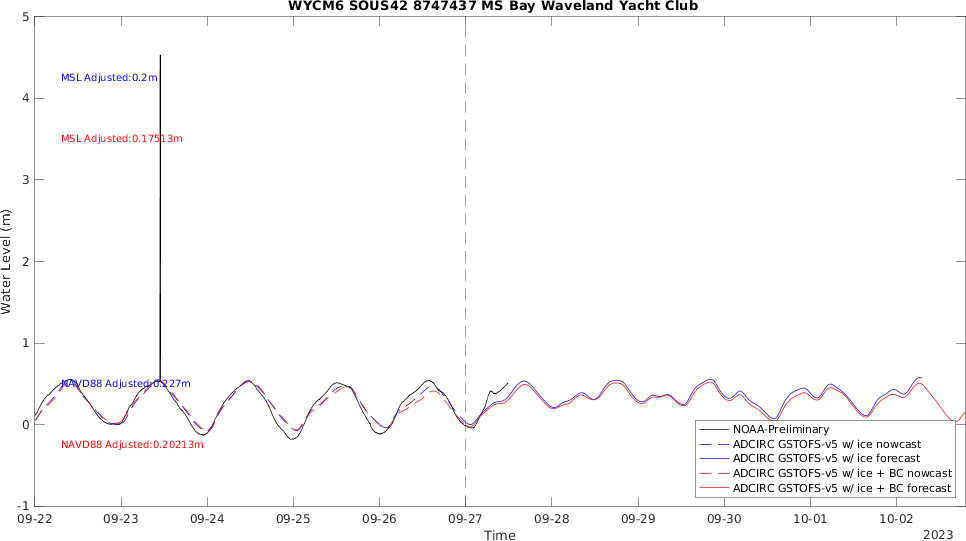 WYCM6 SOUS42 8747437 MS Bay Waveland Yacht Club
5
4
3
2
1
0
-1
Water Level (m)
MSL Adjusted:0.2m
MSL Adjusted:0.17513m
NAVD88 Adjusted:0.227m
NAVD88 Adjusted:0.20213m
NOAA-Preliminary
ADCIRC GSTOFS-v5 w/ ice nowcast
ADCIRC GSTOFS-v5 w/ ice forecast
ADCIRC GSTOFS-v5 w/ ice + BC nowcast
ADCIRC GSTOFS-v5 w/ ice + BC forecast
09-22 09-23 09-24 09-25 09-26 09-27 09-28 09-29 09-30 10-01 10-02
Time
2023